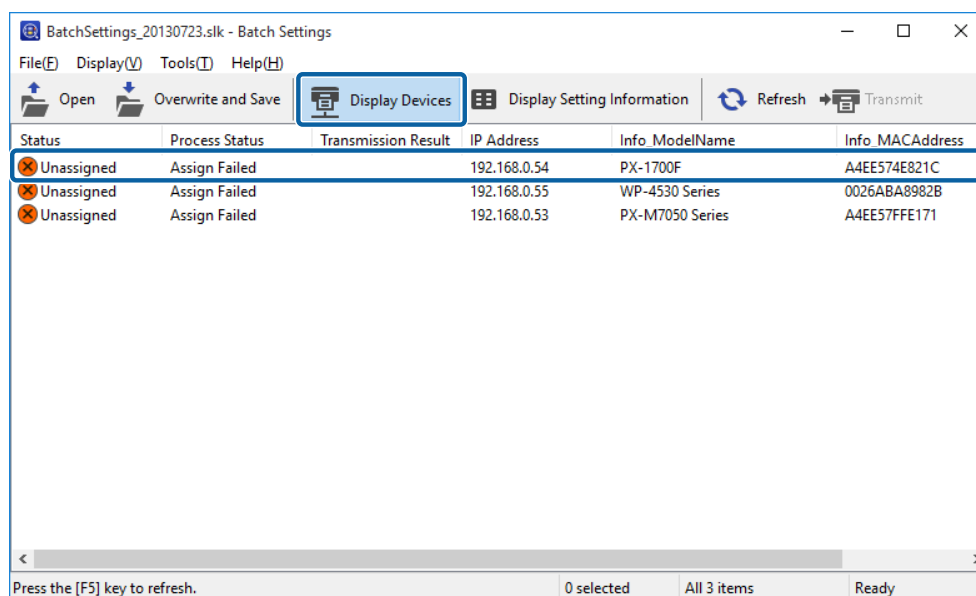 BatchSettings_20130723.slk - Batch Settings
File(F) Display(V) Tools(T) Help(H)
Open Overwrite and Save Display Devices Display Setting Information Refresh Transmit
Status Process Status Transmission Result IP Address Info_ModelName Info_MACAddress
Unassigned Assign Failed 192.168.0.54 PX-1700F A4EE574E821C
Unassigned Assign Failed 192.168.0.55 WP-4530 Series 0026ABA8982B
Unassigned Assign Failed 192.168.0.53 PX-M7050 Series A4EE57FFE171
Press the [F5] key to refresh. 0 selected All 3 items Ready